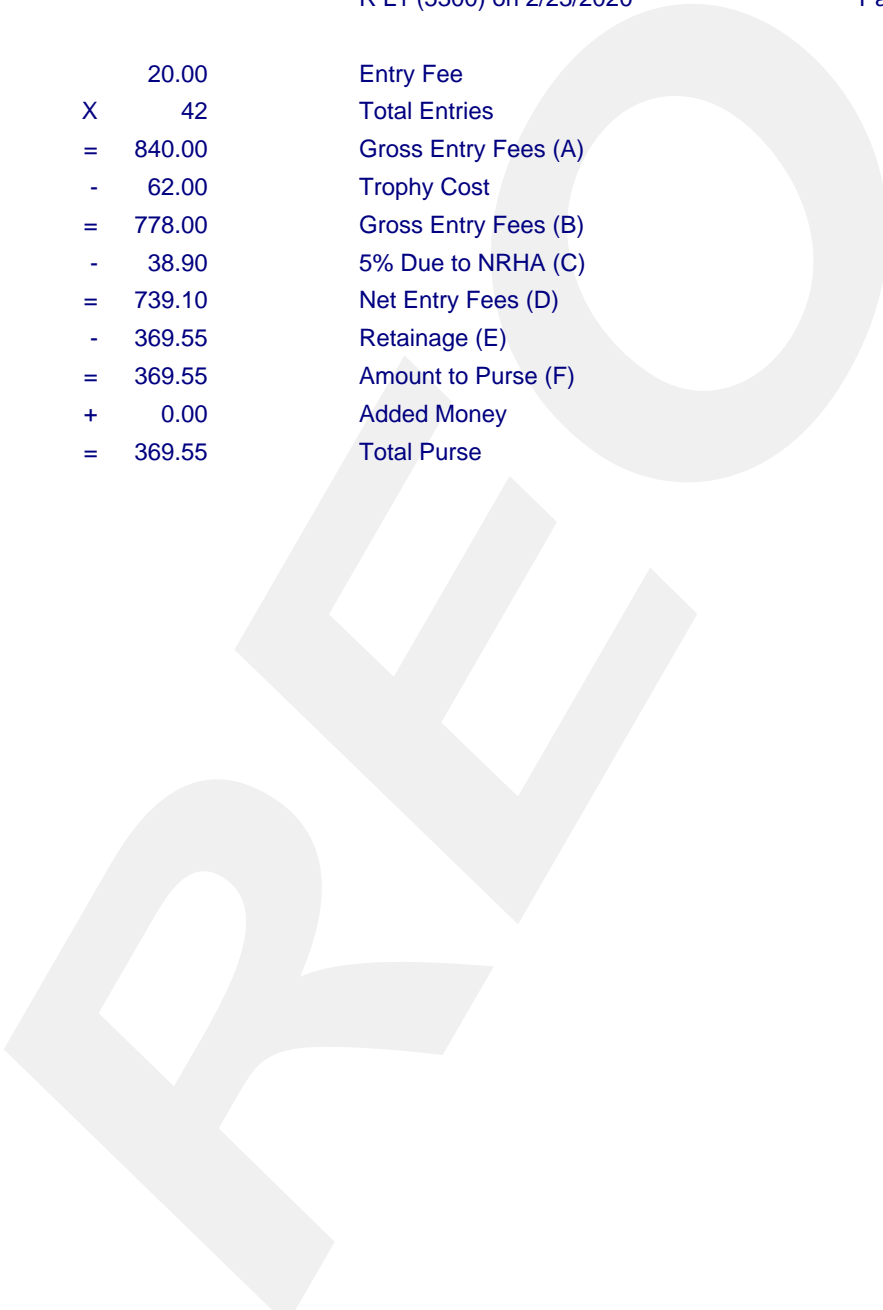 20.00 Entry Fee
X 42 Total Entries
= 840.00 Gross Entry Fees (A)
- 62.00 Trophy Cost
= 778.00 Gross Entry Fees (B)
- 38.90 5% Due to NRHA (C)
= 739.10 Net Entry Fees (D)
- 369.55 Retainage (E)
= 369.55 Amount to Purse (F)
+ 0.00 Added Money
= 369.55 Total Purse
REO